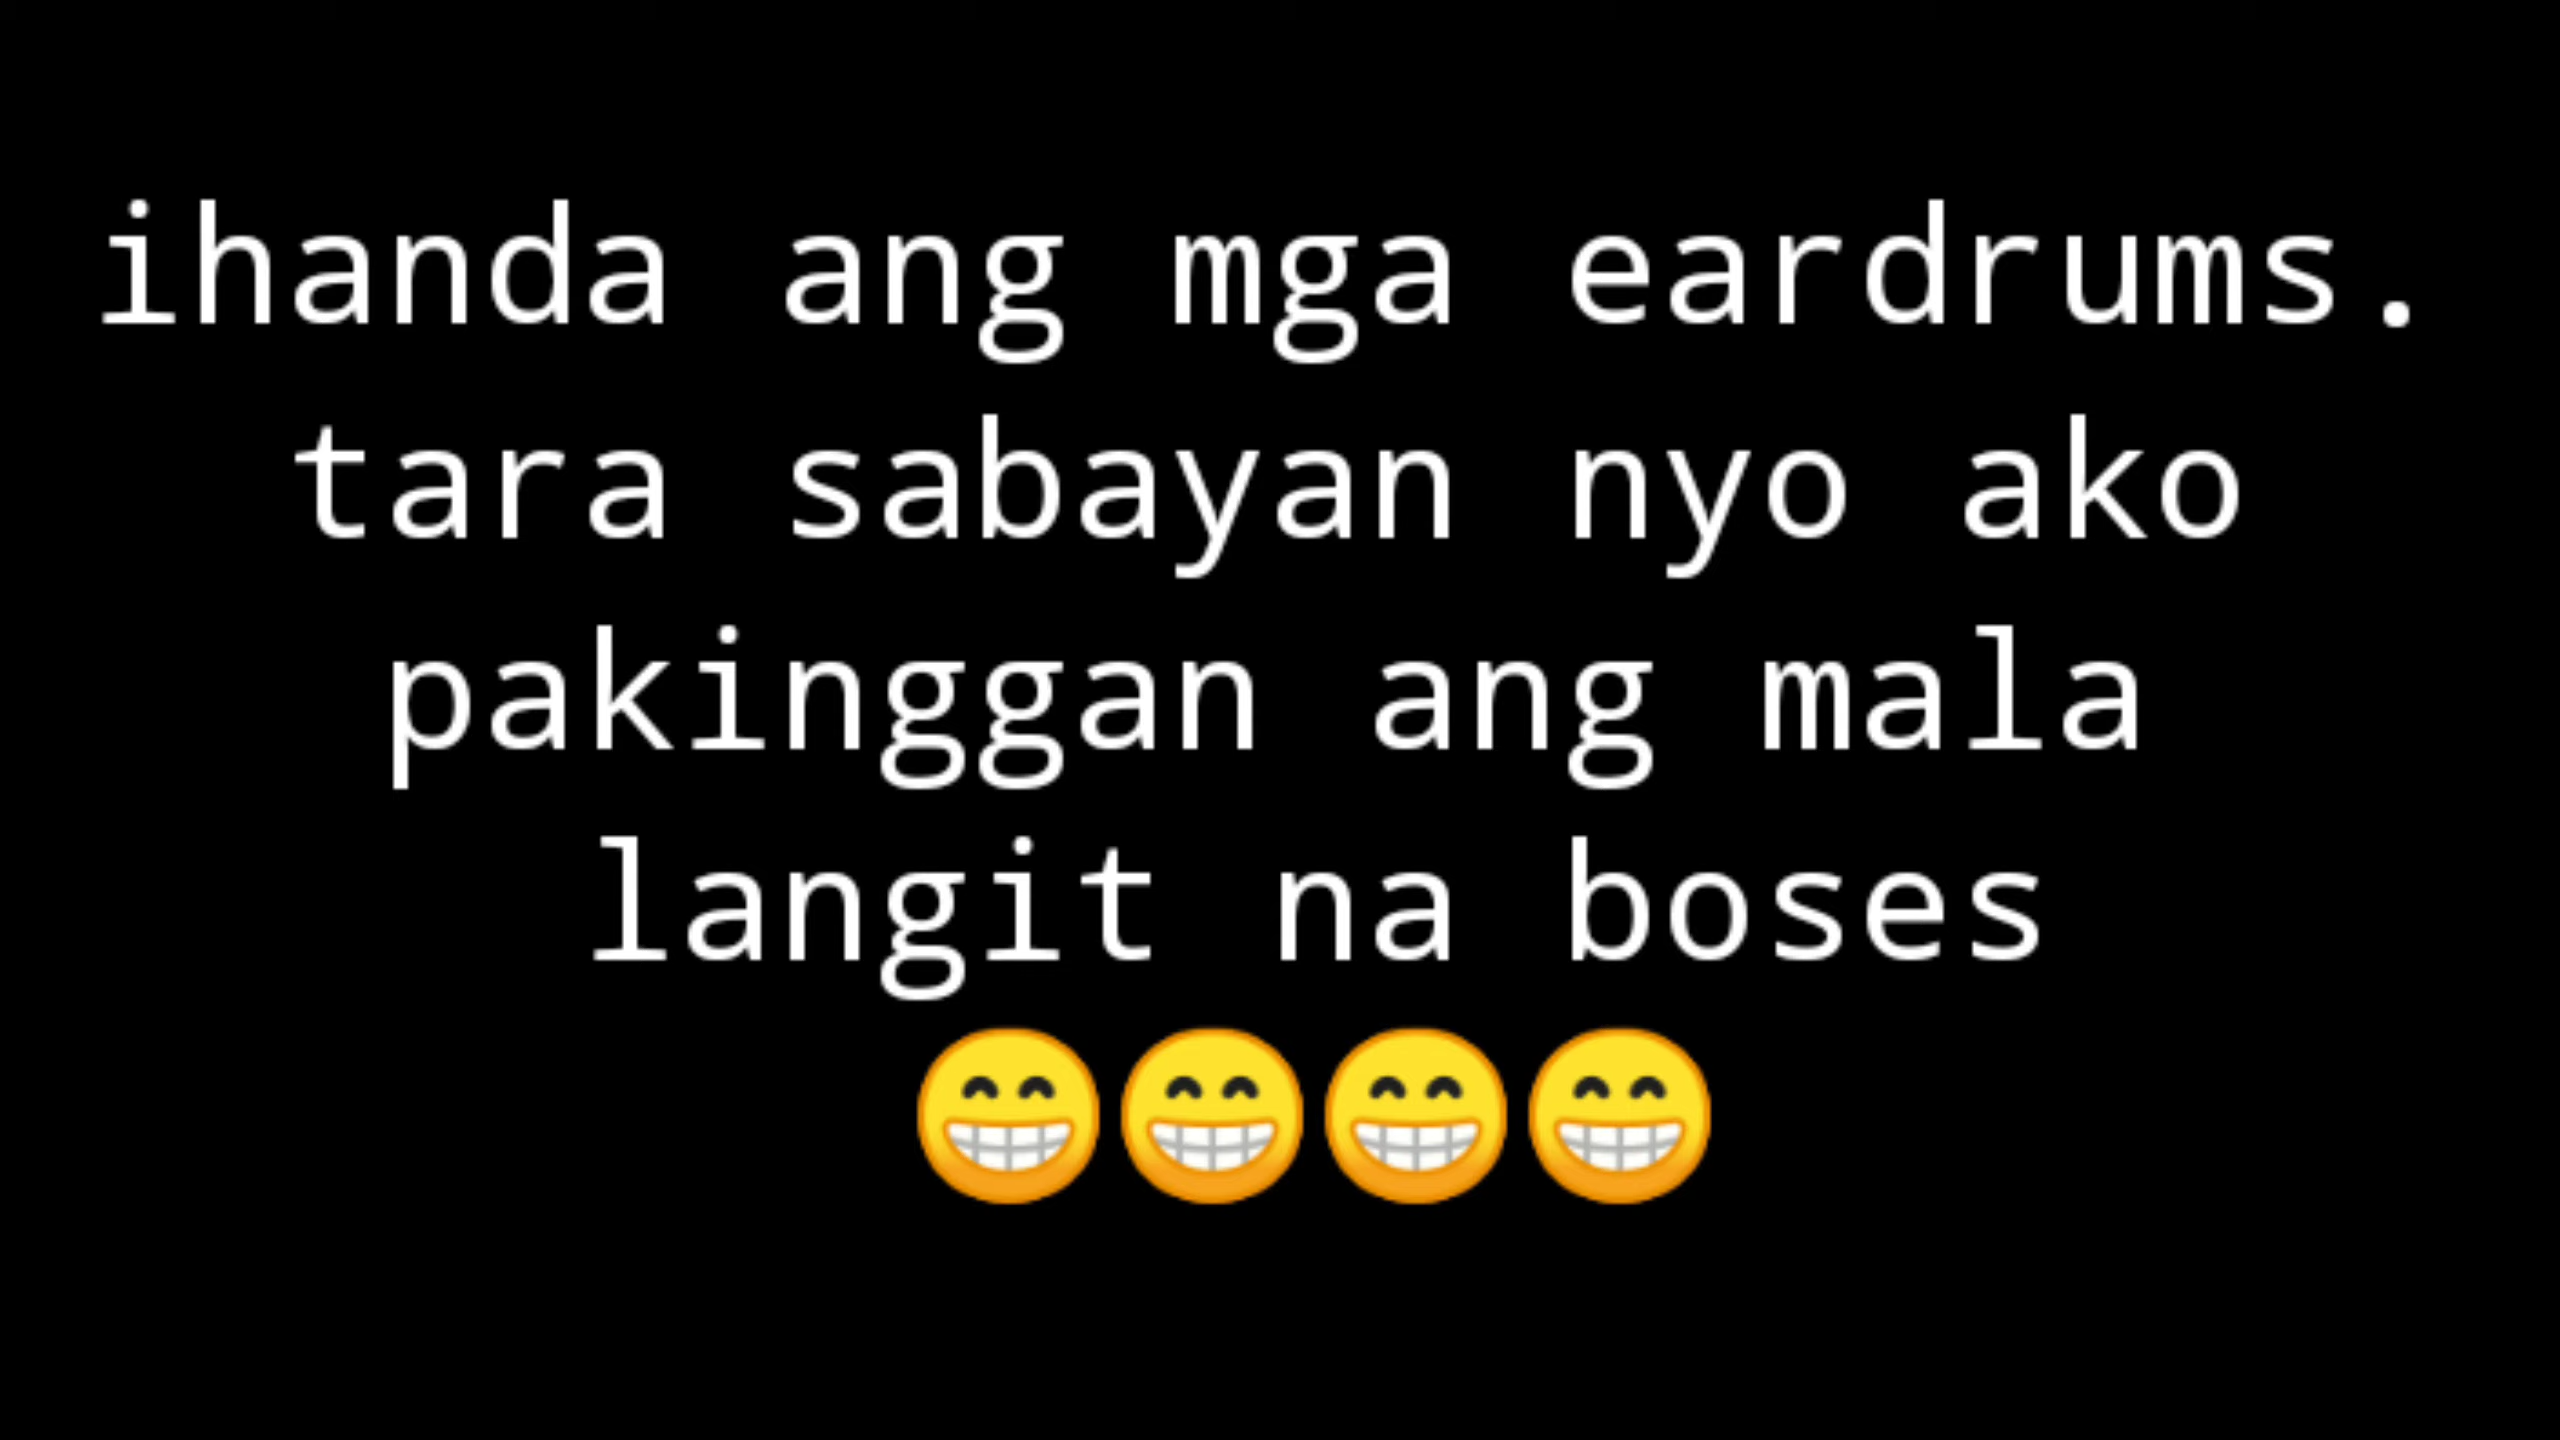 ihanda ang mga eardrums.
tara sabayan nyo ako
pakinggan ang mala
langit na boses
😁😁😁😁